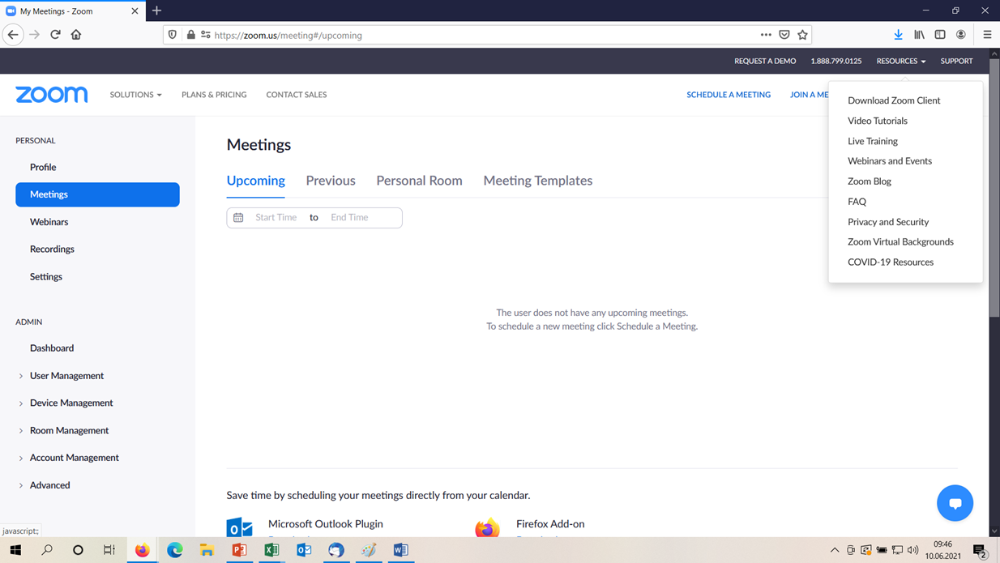 My Meetings - Zoom
https://zoom.us/meeting#/upcoming
REQUEST A DEMO 1.888.799.0125 RESOURCES SUPPORT
zoom SOLUTIONS PLANS & PRICING CONTACT SALES SCHEDULE A MEETING JOIN A ME
Download Zoom Client
Video Tutorials
Live Training
Webinars and Events
Zoom Blog
FAQ
Privacy and Security
Zoom Virtual Backgrounds
COVID-19 Resources
PERSONAL
Profile
Meetings
Webinars
Recordings
Settings
ADMIN
Dashboard
User Management
Device Management
Room Management
Account Management
Advanced
Meetings
Upcoming Previous Personal Room Meeting Templates
Start Time to End Time
The user does not have any upcoming meetings.
To schedule a new meeting click Schedule a Meeting.
Save time by scheduling your meetings directly from your calendar.
Microsoft Outlook Plugin
Firefox Add-on
javascript:;
09:46
10.06.2021
2